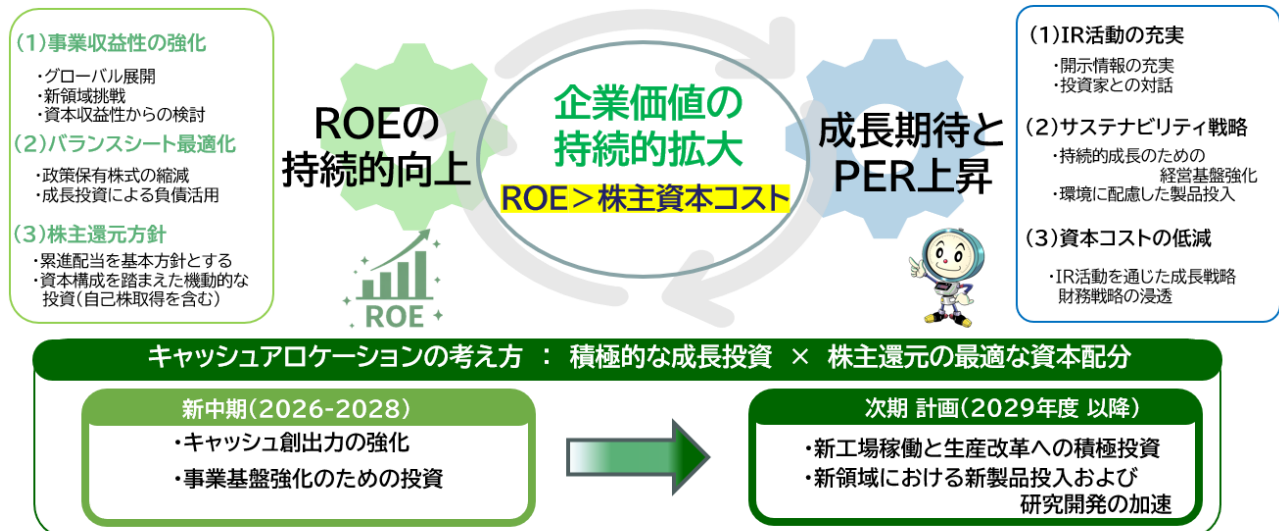 (1)事業収益性の強化
・グローバル展開
・新領域挑戦
・資本収益性からの検討
(2)バランスシート最適化
・政策保有株式の縮減
・成長投資による負債活用
(3)株主還元方針
・累進配当を基本方針とする
・資本構成を踏まえた機動的な
投資(自己株取得を含む)
ROEの
持続的向上
ROE
企業価値の
持続的拡大
ROE＞株主資本コスト
成長期待と
PER上昇
(1)IR活動の充実
・開示情報の充実
・投資家との対話
(2)サステナビリティ戦略
・持続的成長のための
経営基盤強化
・環境に配慮した製品投入
(3)資本コストの低減
・IR活動を通じた成長戦略
財務戦略の浸透
キャッシュアロケーションの考え方 ： 積極的な成長投資 × 株主還元の最適な資本配分
新中期(2026-2028)
・キャッシュ創出力の強化
・事業基盤強化のための投資
次期 計画(2029年度 以降)
・新工場稼働と生産改革への積極投資
・新領域における新製品投入および
研究開発の加速